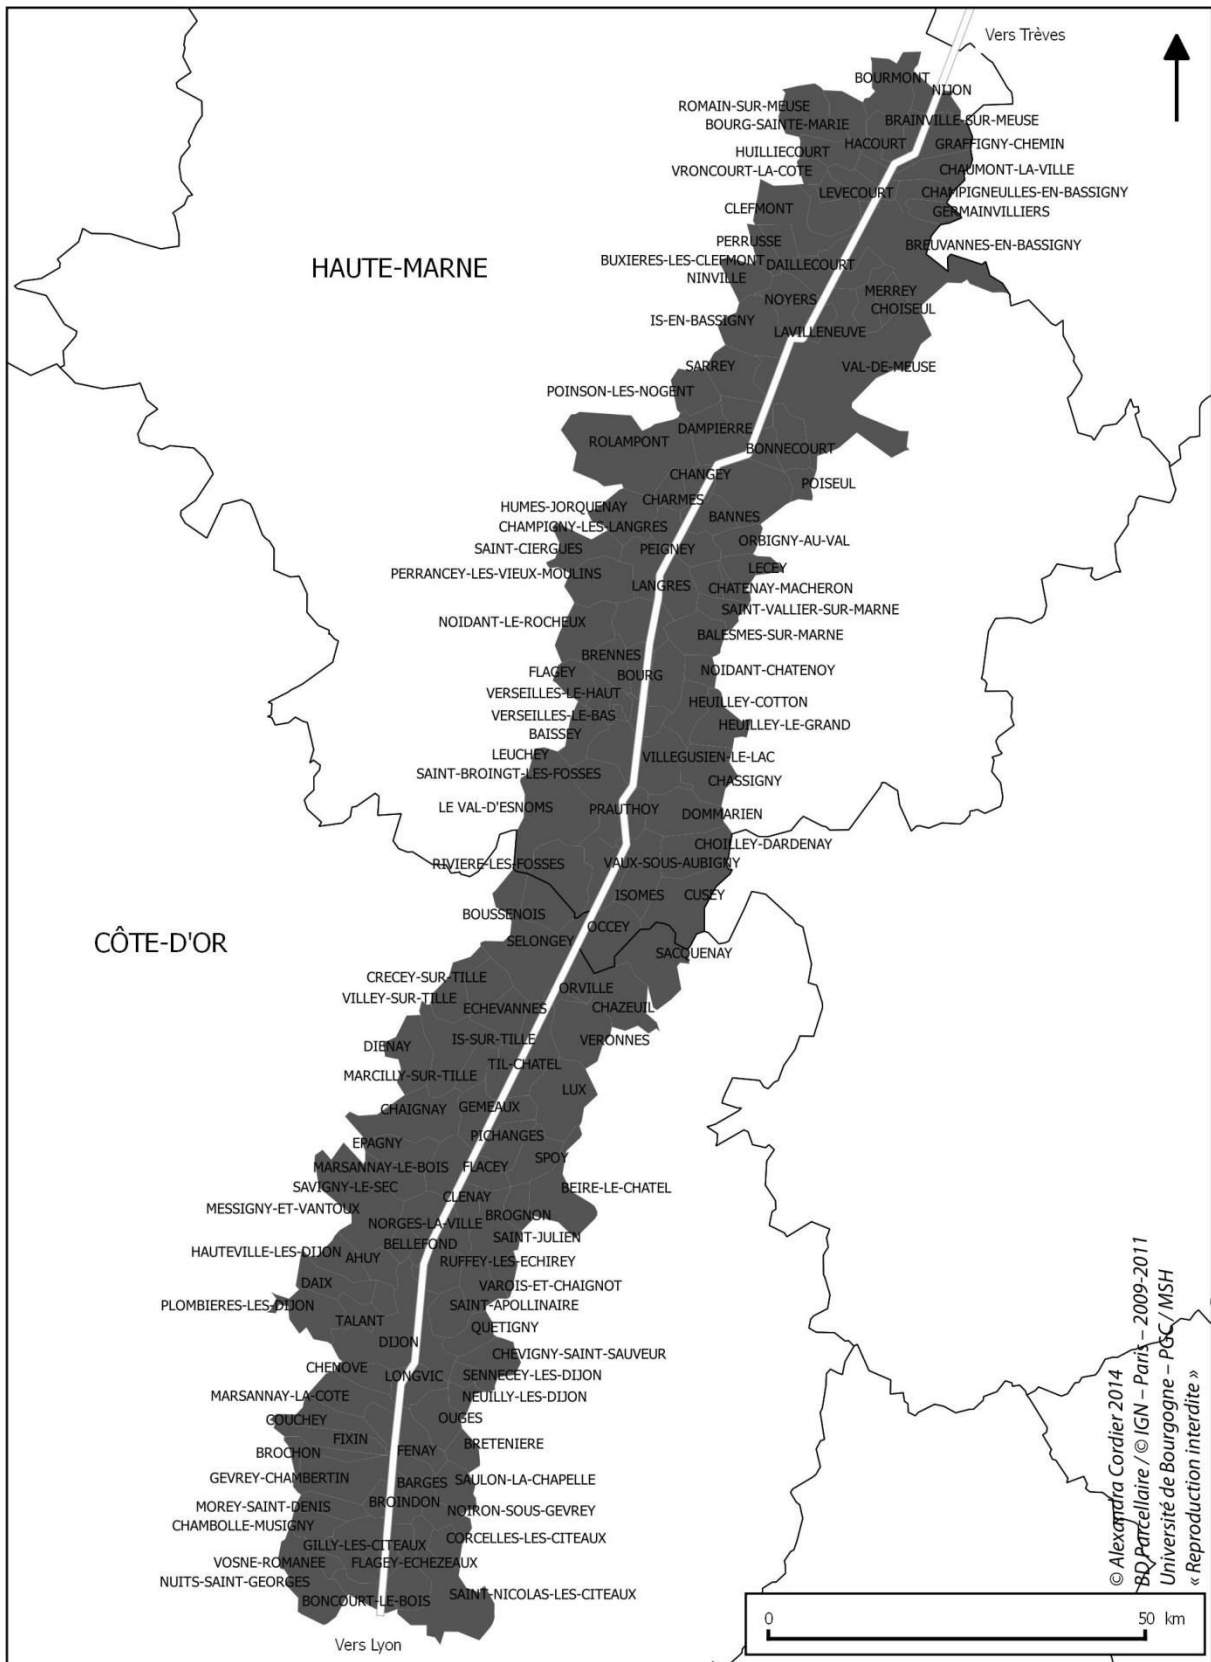 Vers Trèves
BOURMONT
NIJON
ROMAIN-SUR-MEUSE
BRAINVILLE-SUR-MEUSE
BOURG-SAINTE-MARIE
HACOURT
GRAFFIGNY-CHEMIN
HUILLIECOURT
VRONCOURT-LA-COTE
CHAUMONT-LA-VILLE
LEVECOURT
CHAMPIGNEULLES-EN-BASSIGNY
CLEFMONT
GERMAINVILLIERS
PERRUSSE
BREUVANNES-EN-BASSIGNY
BUXIERES-LES-CLEFMONT
DAILLECOURT
HAUTE-MARNE
NINVILLE
NOYERS
MERREY
CHOISEUL
IS-EN-BASSIGNY
LAVILLENEUVE
SARREY
VAL-DE-MEUSE
POINSON-LES-NOGENT
DAMPIERRE
ROLAMPONT
BONNECOURT
CHANGEY
POISEUL
CHARMES
HUMES-JORQUENAY
BANNES
CHAMPIGNY-LES-LANGRES
ORBIGNY-AU-VAL
SAINT-CIERGUES
PEIGNEY
LECEY
PERRANCEY-LES-VIEUX-MOULINS
LANGRES
CHATENAY-MACHERON
SAINT-VALLIER-SUR-MARNE
NOIDANT-LE-ROCHEUX
BALESMES-SUR-MARNE
BRENNES
FLAGEY
BOURG
NOIDANT-CHATENOY
VERSEILLES-LE-HAUT
HEUILLEY-COTTON
VERSEILLES-LE-BAS
HEUILLEY-LE-GRAND
BAISSEY
LEUCHEY
VILLEGUSIEN-LE-LAC
SAINT-BROINGT-LES-FOSSES
CHASSIGNY
LE VAL-D'ESNOMS
PRAUTHOY
DOMMARIEN
CHOILLEY-DARDENAY
RIVIERE-LES-FOSSES
VAUX-SOUS-AUBIGNY
ISOMES
CUSEY
BOUSSENOIS
OCCEY
CÔTE-D'OR
SELONGEY
SACQUENAY
CRECEY-SUR-TILLE
ORVILLE
VILLEY-SUR-TILLE
ECHEVANNES
CHAZEUIL
IS-SUR-TILLE
VERONNES
DIENAY
TIL-CHATEL
MARCILLY-SUR-TILLE
LUX
CHAIGNAY
GEMEAUX
PICHANGES
EPAGNY
SPOY
MARSANNAY-LE-BOIS
FLACEY
SAVIGNY-LE-SEC
BEIRE-LE-CHATEL
CLENAY
MESSIGNY-ET-VANTOUX
BROGNON
NORGES-LA-VILLE
SAINT-JULIEN
BELLEFOND
HAUTEVILLE-LES-DIJON
AHUY
RUFFEY-LES-ECHIREY
DAIX
VAROIS-ET-CHAIGNOT
PLOMBIERES-LES-DIJON
SAINT-APOLLINAIRE
TALANT
QUETIGNY
DIJON
CHEVIGNY-SAINT-SAUVEUR
CHENOVE
LONGVIC
SENNECEY-LES-DIJON
MARSANNAY-LA-COTE
NEUILLY-LES-DIJON
COUCHEY
OUGES
FIXIN
BRETENIERE
BROCHON
FENAY
GEVREY-CHAMBERTIN
BARGES
SAULON-LA-CHAPELLE
MOREY-SAINT-DENIS
BROINDON
NOIRON-SOUS-GEVREY
CHAMBOLLE-MUSIGNY
CORCELLES-LES-CITEAUX
GILLY-LES-CITEAUX
VOSNE-ROMANEE
FLAGEY-ECHEZEAUX
NUITS-SAINT-GEORGES
SAINT-NICOLAS-LES-CITEAUX
BONCOURT-LE-BOIS
Vers Lyon
© Alexandra Cordier 2014
BD Parcellaire / © IGN – Paris – 2009-2011
Université de Bourgogne – PGC / MSH
« Reproduction interdite »
0 50 km